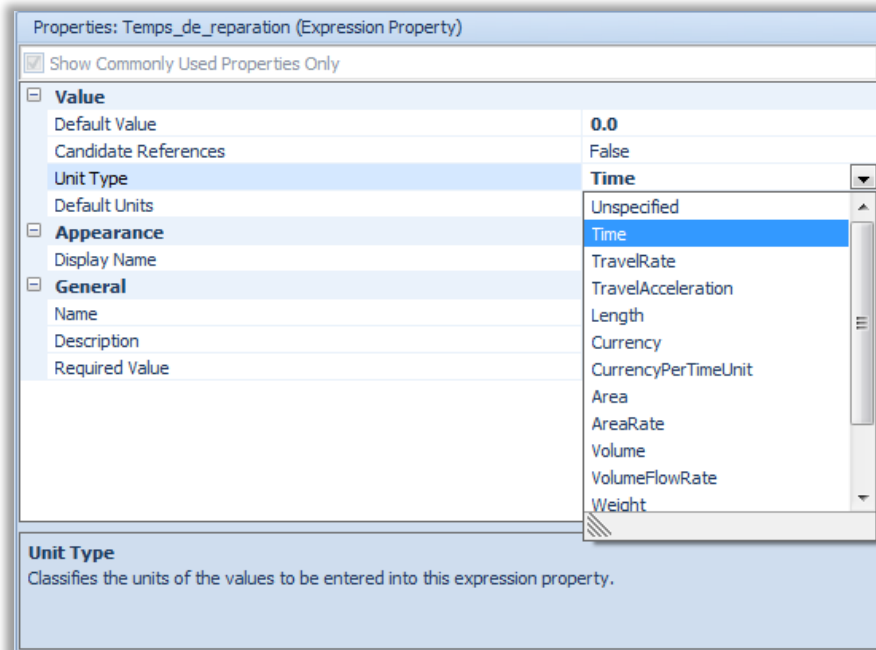 Properties: Temps_de_reparation (Expression Property)
Show Commonly Used Properties Only
Value
Default Value 0.0
Candidate References False
Unit Type Time
Default Units Unspecified
Appearance Time
Display Name TravelRate
General TravelAcceleration
Name Length
Description Currency
Required Value CurrencyPerTimeUnit
Area
AreaRate
Volume
VolumeFlowRate
Weight
Unit Type
Classifies the units of the values to be entered into this expression property.